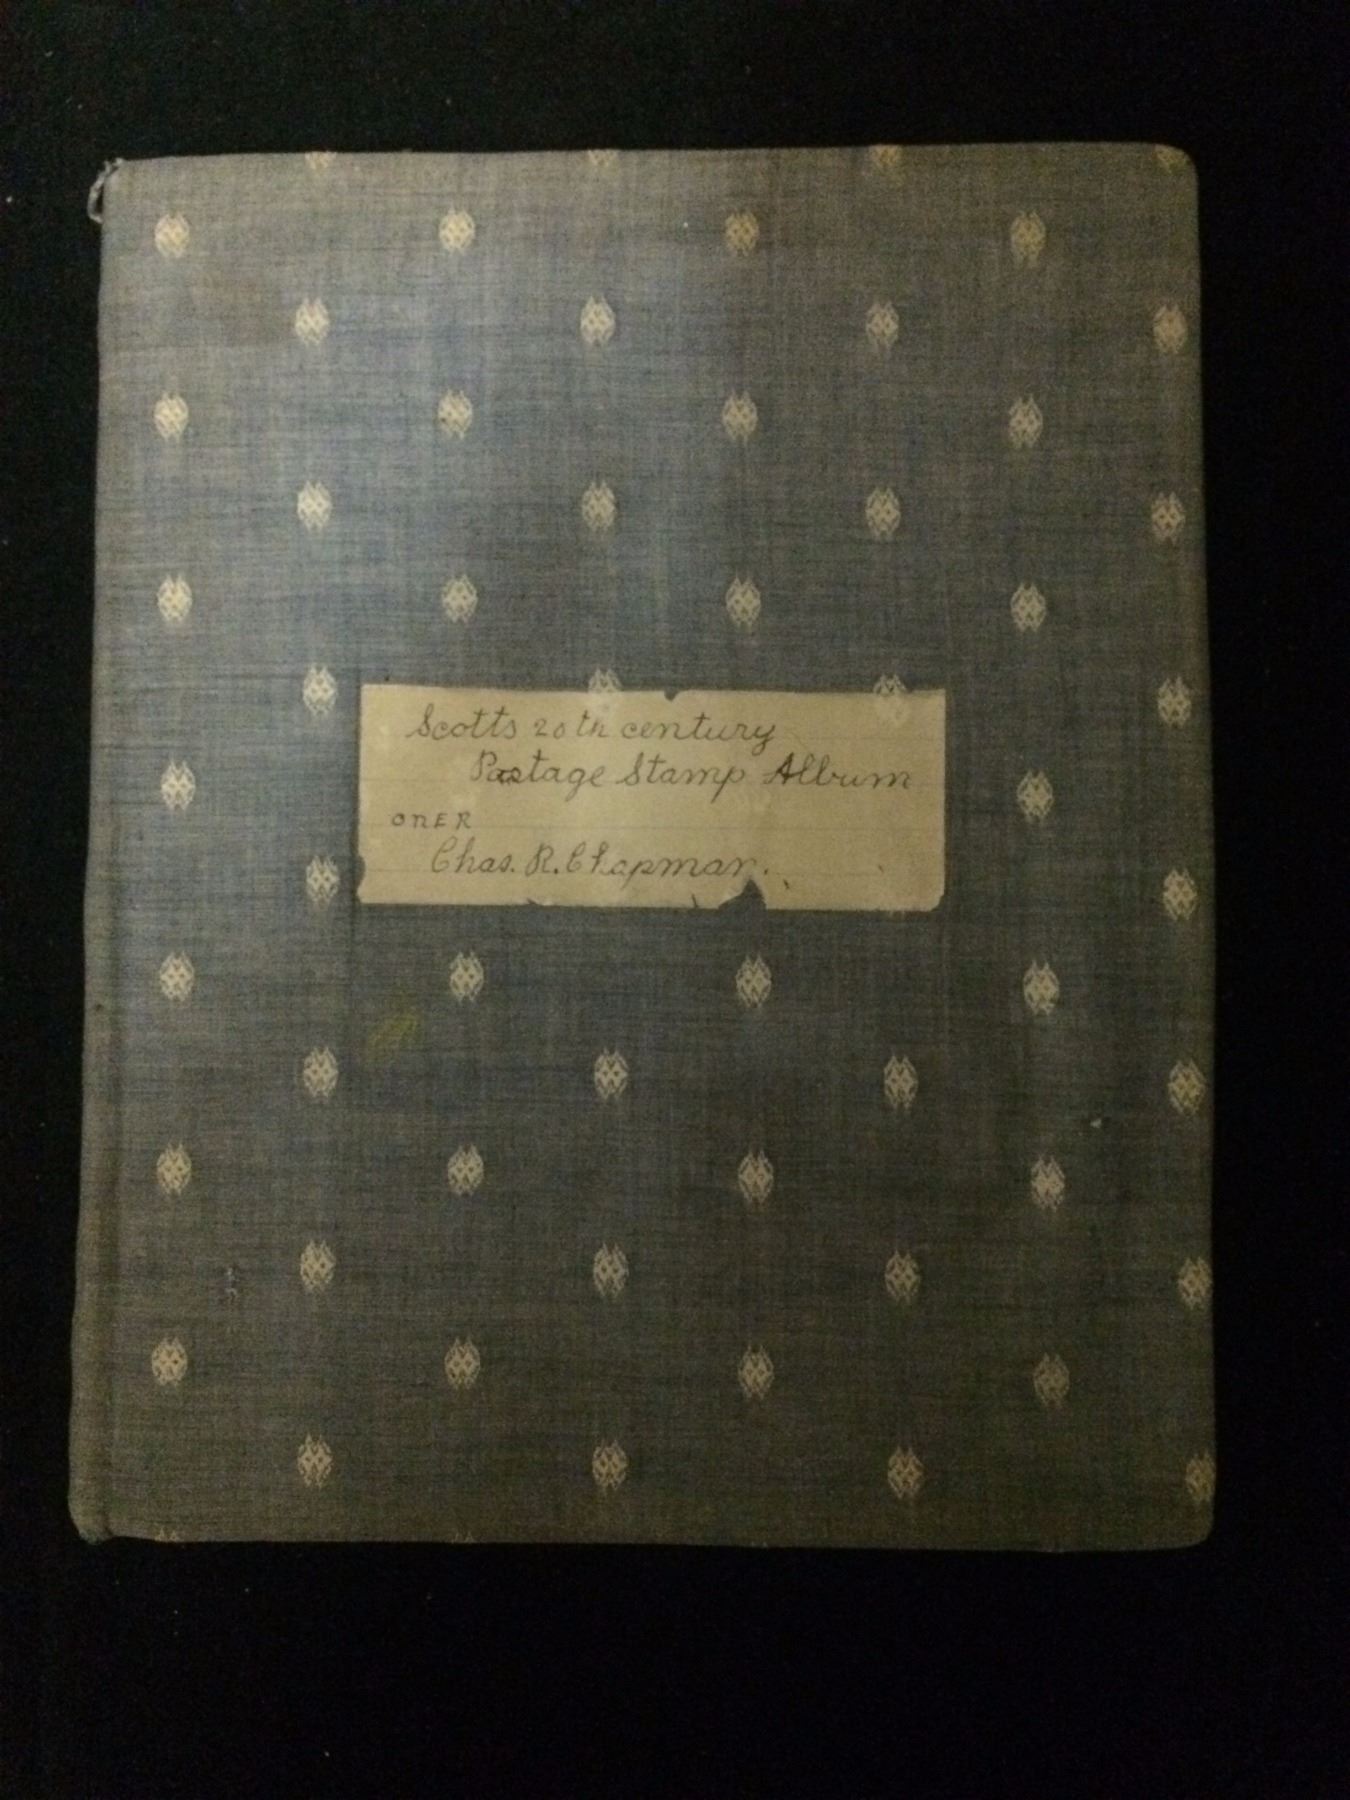 Scotts 20th century
Postage Stamp Album
ONER
Chas. R. Chapman.